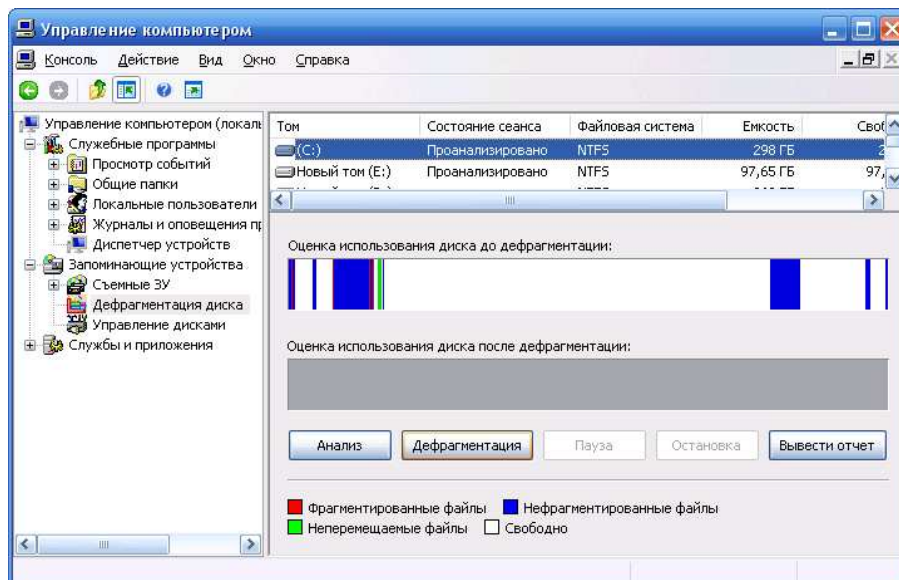 Управление компьютером
Консоль Действие Вид Окно Справка
Управление компьютером (локаль
Служебные программы
Просмотр событий
Общие папки
Локальные пользователи
Журналы и оповещения пр
Диспетчер устройств
Запоминающие устройства
Съемные ЗУ
Дефрагментация диска
Управление дисками
Службы и приложения
Том Состояние сеанса Файловая система Емкость Своб
(C:) Проанализировано NTFS 298 ГБ 2
Новый том (E:) Проанализировано NTFS 97,65 ГБ 97,
Оценка использования диска до дефрагментации:
Оценка использования диска после дефрагментации:
Анализ Дефрагментация Пауза Остановка Вывести отчет
Фрагментированные файлы Нефрагментированные файлы
Неперемещаемые файлы Свободно